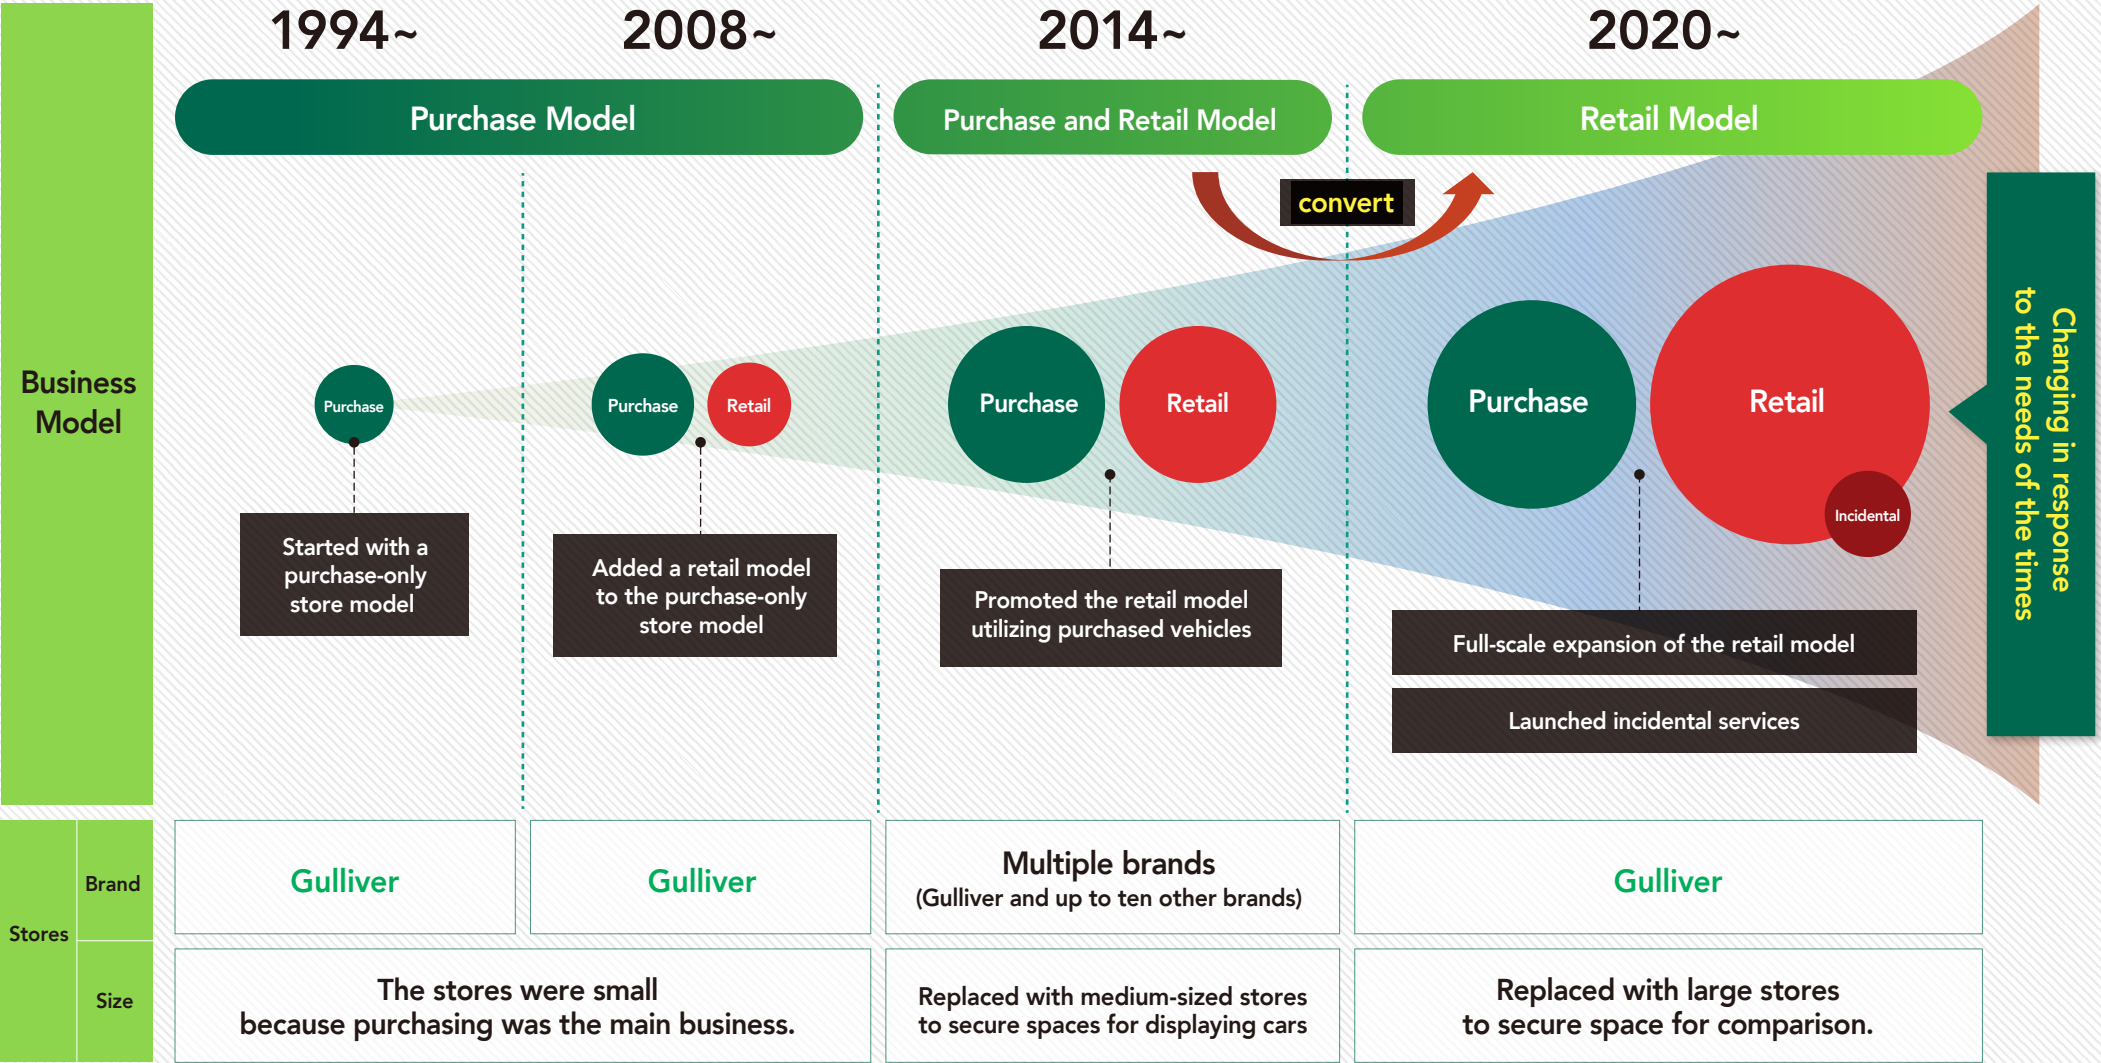 1994~
2008~
2014~
2020~
Purchase Model
Purchase and Retail Model
Retail Model
convert
Business
Model
Purchase
Purchase
Retail
Purchase
Retail
Purchase
Retail
Incidental
Changing in response
to the needs of the times
Started with a
purchase-only
store model
Added a retail model
to the purchase-only
store model
Promoted the retail model
utilizing purchased vehicles
Full-scale expansion of the retail model
Launched incidental services
Stores
Brand
Gulliver
Gulliver
Multiple brands
(Gulliver and up to ten other brands)
Gulliver
Size
The stores were small
because purchasing was the main business.
Replaced with medium-sized stores
to secure spaces for displaying cars
Replaced with large stores
to secure space for comparison.